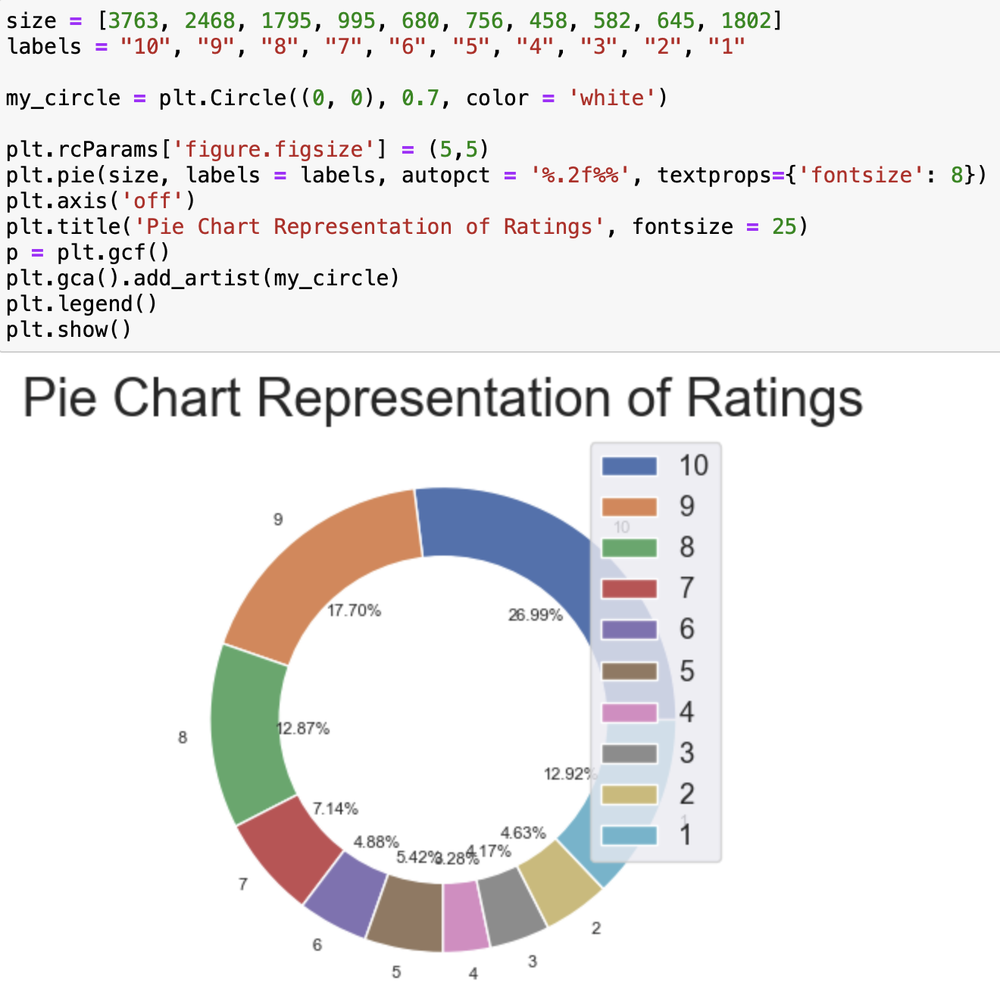 size = [3763, 2468, 1795, 995, 680, 756, 458, 582, 645, 1802]
labels = "10", "9", "8", "7", "6", "5", "4", "3", "2", "1"
my_circle = plt.Circle((0, 0), 0.7, color = 'white')
plt.rcParams['figure.figsize'] = (5,5)
plt.pie(size, labels = labels, autopct = '%.2f%%', textprops={'fontsize': 8})
plt.axis('off')
plt.title('Pie Chart Representation of Ratings', fontsize = 25)
p = plt.gcf()
plt.gca().add_artist(my_circle)
plt.legend()
plt.show()
Pie Chart Representation of Ratings
10
9
8
7
6
5
4
3
2
1
10
9
26.99%
17.70%
8
12.87%
12.92%
7.14%
4.88%
5.42%
3.28%
4.17%
4.63%
1
7
6
5
4
3
2